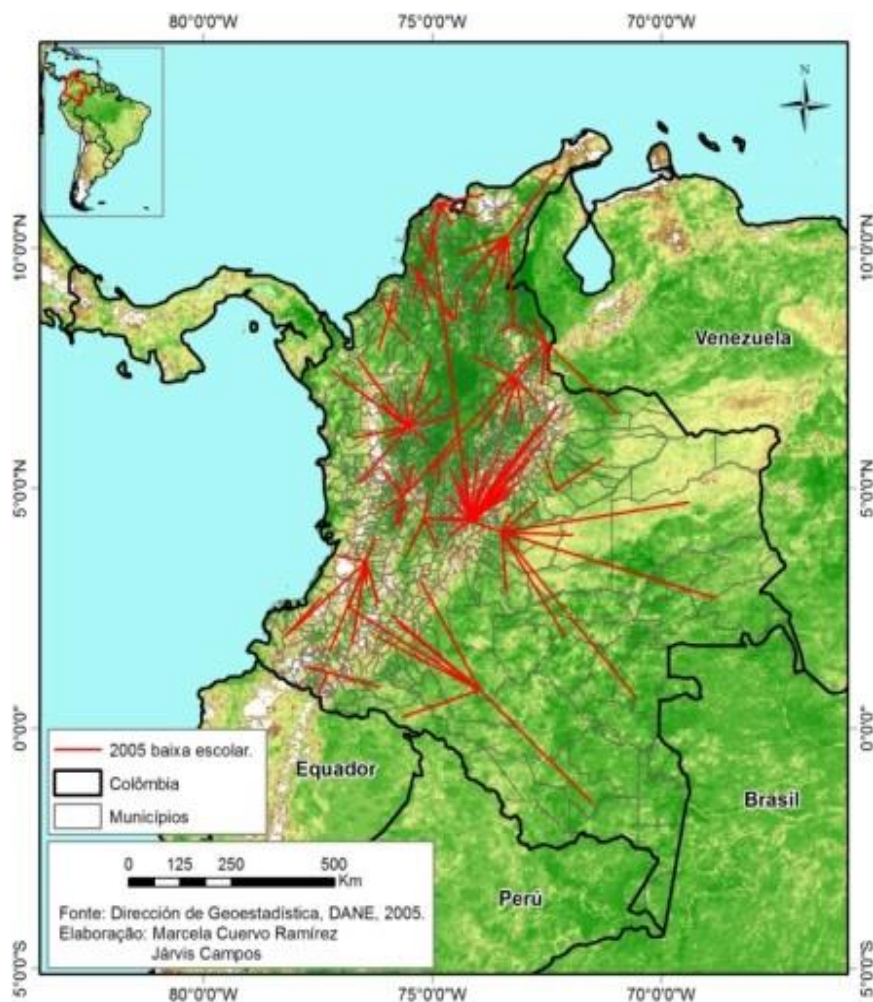 80°0'0"W 75°0'0"W 70°0'0"W
N
10°0'0"N 10°0'0"N
Venezuela
5°0'0"N 5°0'0"N
0°0'0" 0°0'0"
2005 baixa escolar.
Colômbia
Municípios
Equador
Brasil
0 125 250 500
Km
Perú
Fonte: Dirección de Geoestadística, DANE, 2005.
Elaboração: Marcela Cuervo Ramírez
Járvis Campos
5°0'0"S 5°0'0"S
80°0'0"W 75°0'0"W 70°0'0"W